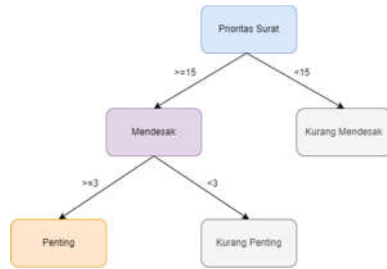 Prioritas Surat
>=15
<15
Mendesak
Kurang Mendesak
>=3
<3
Penting
Kurang Penting